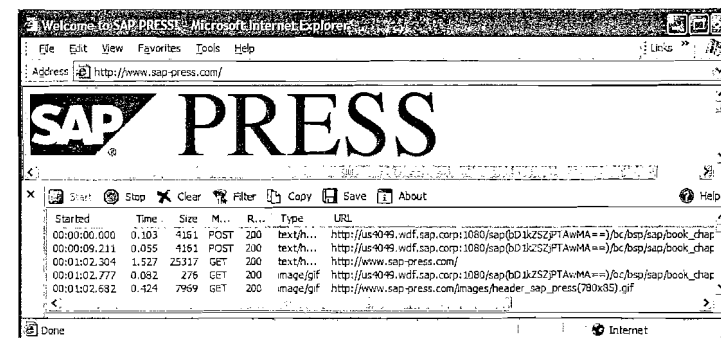 Welcome to SAP PRESS! - Microsoft Internet Explorer
File Edit View Favorites Tools Help Links »
Address http://www.sap-press.com/
SAP ® PRESS
× Start Stop Clear Filter Copy Save About Help
Started Time Size M... R... Type URL
00:00:00.000 0.103 4161 POST 200 text/h... http://us4049.wdf.sap.corp:1080/sap(bD1kZSZjPTAwMA==)/bc/bsp/sap/book_chap
00:00:09.211 0.055 4161 POST 200 text/h... http://us4049.wdf.sap.corp:1080/sap(bD1kZSZjPTAwMA==)/bc/bsp/sap/book_chap
00:01:02.304 1.527 25317 GET 200 text/h... http://www.sap-press.com/
00:01:02.777 0.082 276 GET 200 image/gif http://us4049.wdf.sap.corp:1080/sap(bD1kZSZjPTAwMA==)/bc/bsp/sap/book_chap
00:01:02.682 0.424 7969 GET 200 image/gif http://www.sap-press.com/images/header_sap_press(780x85).gif
Done Internet